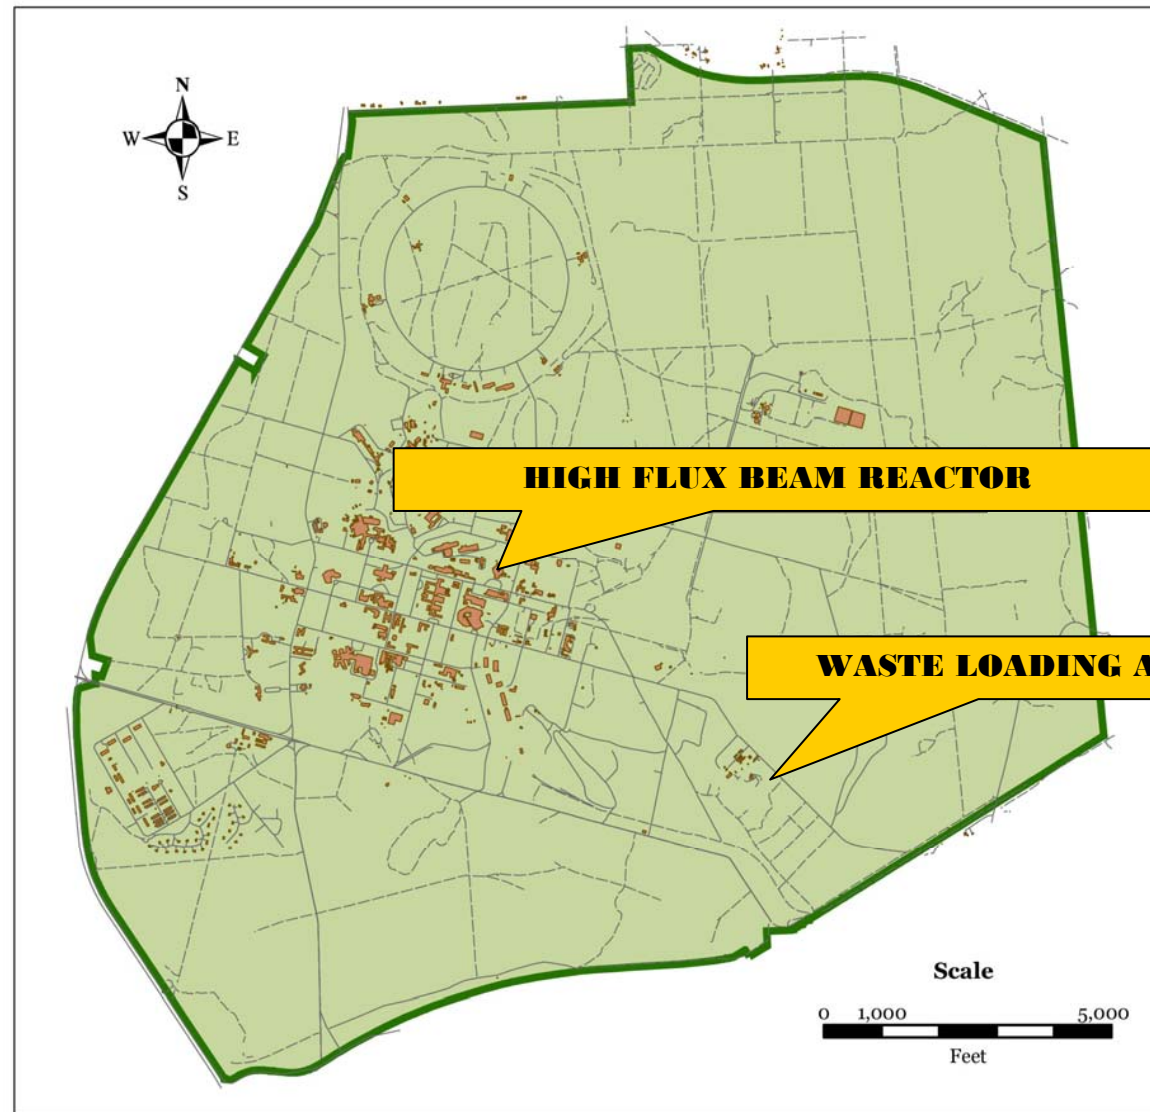 N
W E
S
HIGH FLUX BEAM REACTOR
WASTE LOADING A
Scale
0 1,000 5,000
Feet